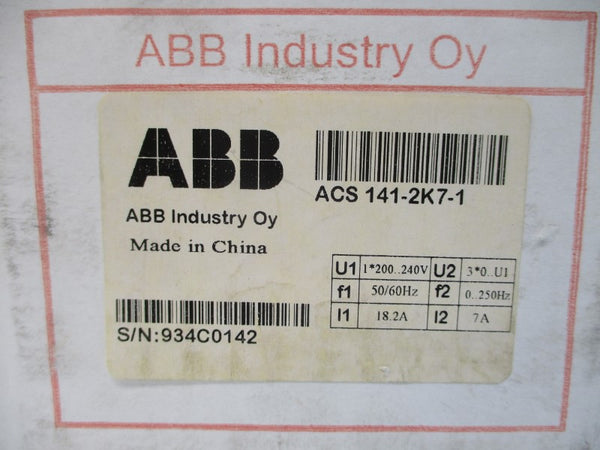 ABB Industry Oy
ABB
ABB Industry Oy
Made in China
ACS 141-2K7-1
U1 1*200..240V U2 3*0..U1
f1 50/60Hz f2 0..250Hz
I1 18.2A I2 7A
S/N:934C0142